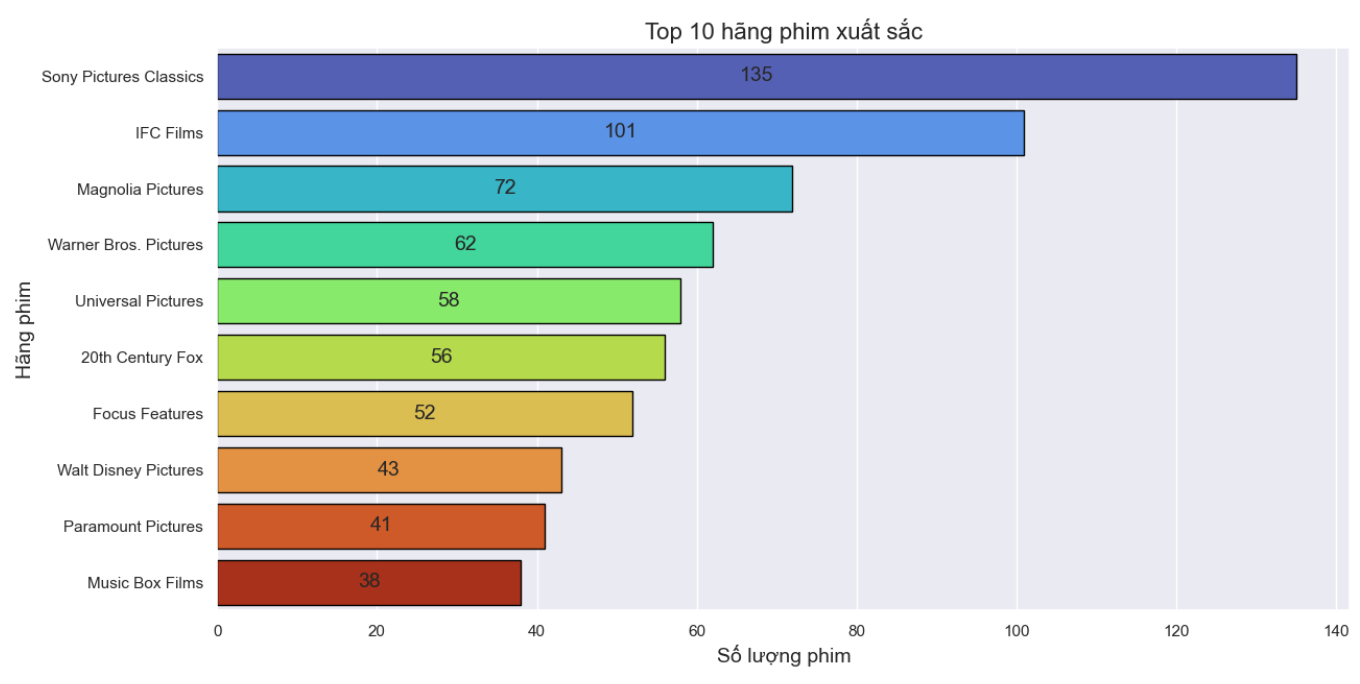 Top 10 hãng phim xuất sắc
Sony Pictures Classics 135
IFC Films 101
Magnolia Pictures 72
Warner Bros. Pictures 62
Universal Pictures 58
20th Century Fox 56
Focus Features 52
Walt Disney Pictures 43
Paramount Pictures 41
Music Box Films 38
Hãng phim
0 20 40 60 80 100 120 140
Số lượng phim